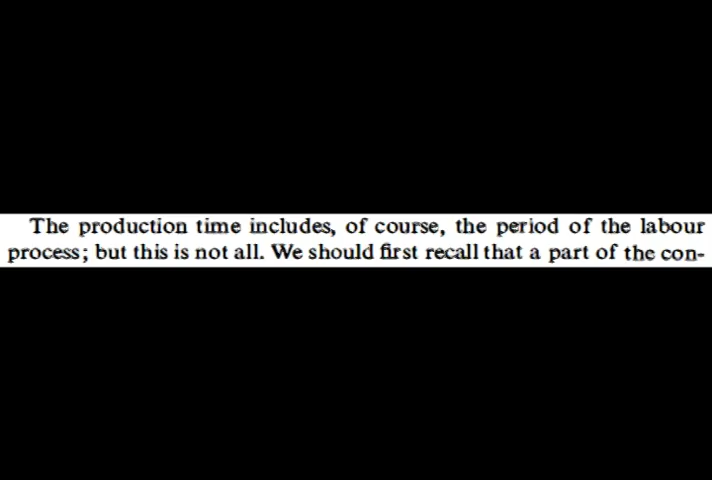 The production time includes, of course, the period of the labour
process; but this is not all. We should first recall that a part of the con-